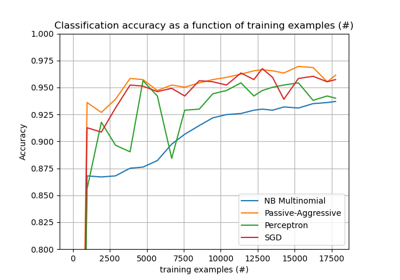 Classification accuracy as a function of training examples (#)
1.000
0.975
0.950
0.925
0.900
0.875
0.850
0.825
0.800
Accuracy
NB Multinomial
Passive-Aggressive
Perceptron
SGD
0 2500 5000 7500 10000 12500 15000 17500
training examples (#)